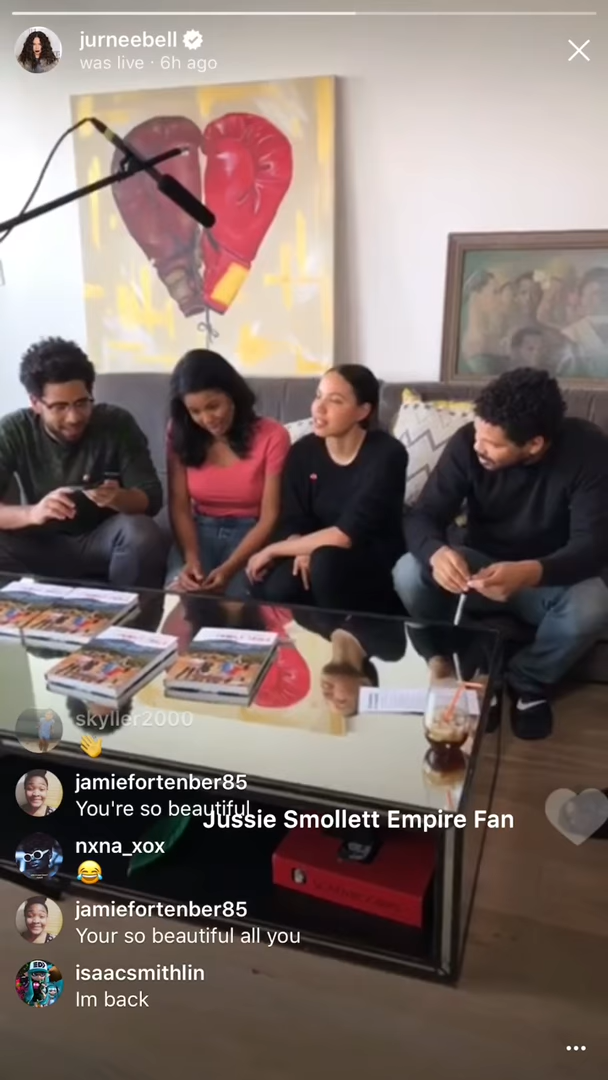 jurneebell
was live · 6h ago
skyller2000
👋
jamiefortenber85
You're so beautiful
Jussie Smollett Empire Fan
nxna_xox
😂
jamiefortenber85
Your so beautiful all you
isaacsmithlin
Im back